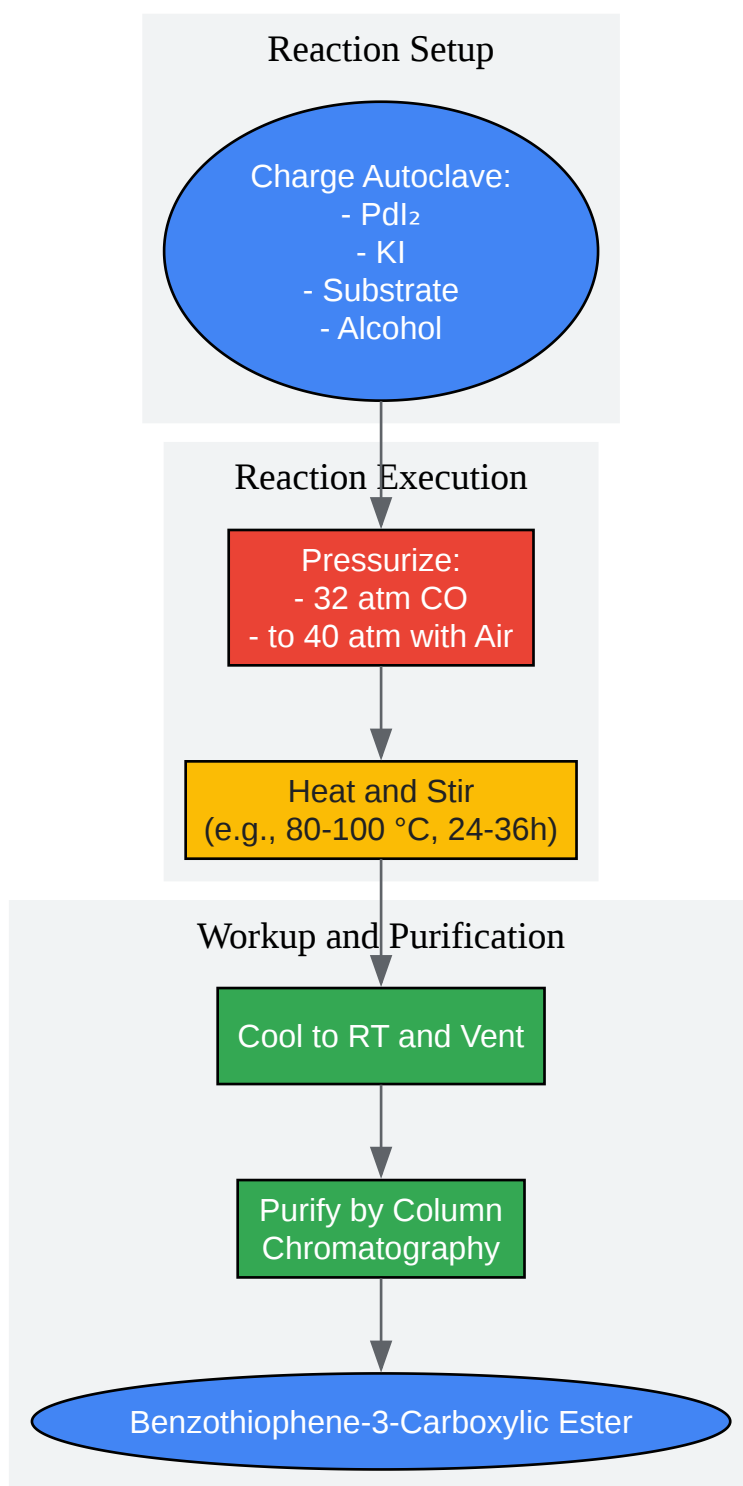 Reaction Setup
Charge Autoclave:
- PdI₂
- KI
- Substrate
- Alcohol
Reaction Execution
Pressurize:
- 32 atm CO
- to 40 atm with Air
Heat and Stir
(e.g., 80-100 °C, 24-36h)
Workup and Purification
Cool to RT and Vent
Purify by Column
Chromatography
Benzothiophene-3-Carboxylic Ester